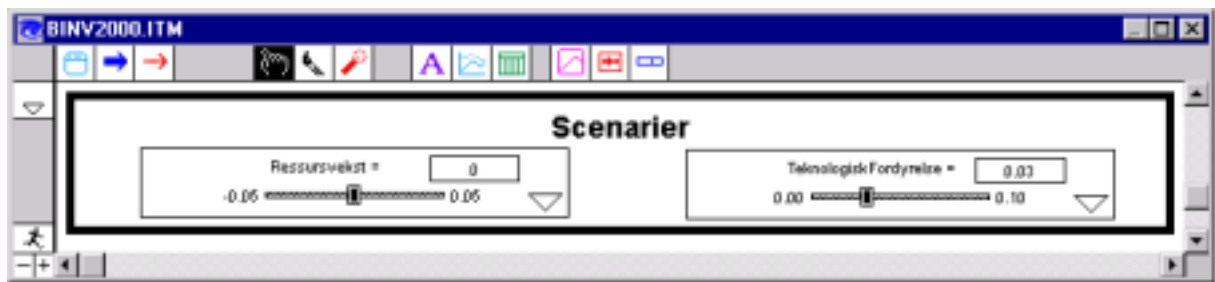 BINV2000.ITM
A
Scenarier
Ressursvekst = 0
-0.05 0.05
Teknologisk Fordyrelse = 0.03
0.00 0.10
- +